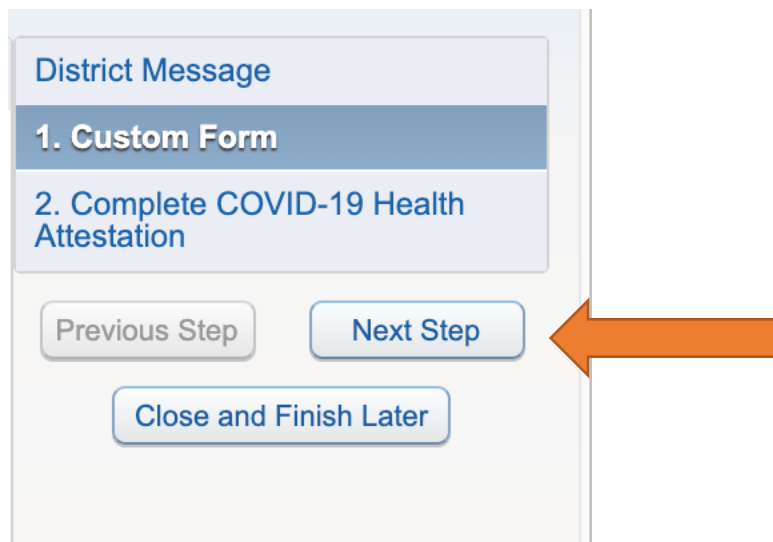 District Message
1. Custom Form
2. Complete COVID-19 Health
Attestation
Previous Step
Next Step
Close and Finish Later